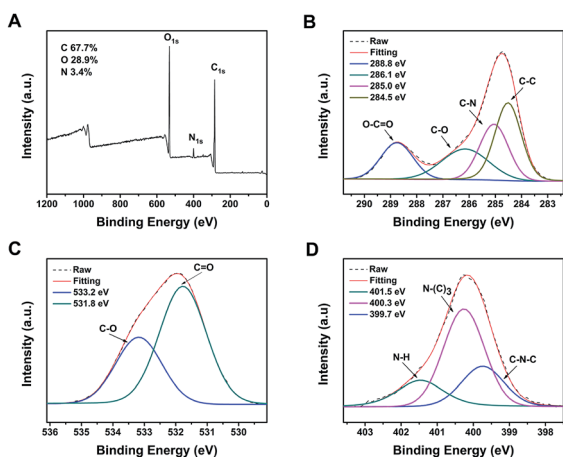 A
C 67.7%
O 28.9%
N 3.4%
O1s
C1s
N1s
Intensity (a.u.)
1200 1000 800 600 400 200 0
Binding Energy (eV)
B
Raw
Fitting
288.8 eV
286.1 eV
285.0 eV
284.5 eV
C-C
C-N
O-C=O
C-O
Intensity (a.u.)
290 289 288 287 286 285 284 283
Binding Energy (eV)
C
Raw
Fitting
533.2 eV
531.8 eV
C=O
C-O
Intensity (a.u.)
536 535 534 533 532 531 530
Binding Energy (eV)
D
Raw
Fitting
401.5 eV
400.3 eV
399.7 eV
N-(C)3
N-H
C-N-C
Intensity (a.u)
403 402 401 400 399 398
Binding Energy (eV)